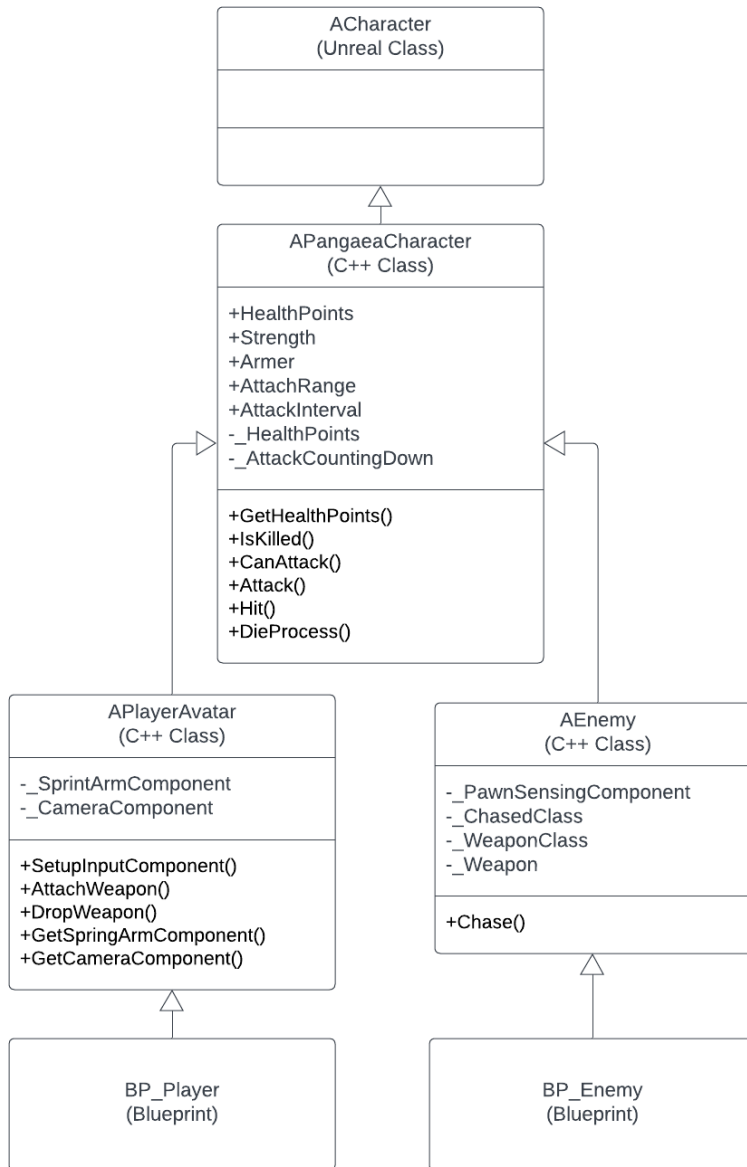 ACharacter
(Unreal Class)
APangaeaCharacter
(C++ Class)
+HealthPoints
+Strength
+Armer
+AttachRange
+AttackInterval
-_HealthPoints
-_AttackCountingDown
+GetHealthPoints()
+IsKilled()
+CanAttack()
+Attack()
+Hit()
+DieProcess()
APlayerAvatar
(C++ Class)
-_SprintArmComponent
-_CameraComponent
+SetupInputComponent()
+AttachWeapon()
+DropWeapon()
+GetSpringArmComponent()
+GetCameraComponent()
AEnemy
(C++ Class)
-_PawnSensingComponent
-_ChasedClass
-_WeaponClass
-_Weapon
+Chase()
BP_Player
(Blueprint)
BP_Enemy
(Blueprint)